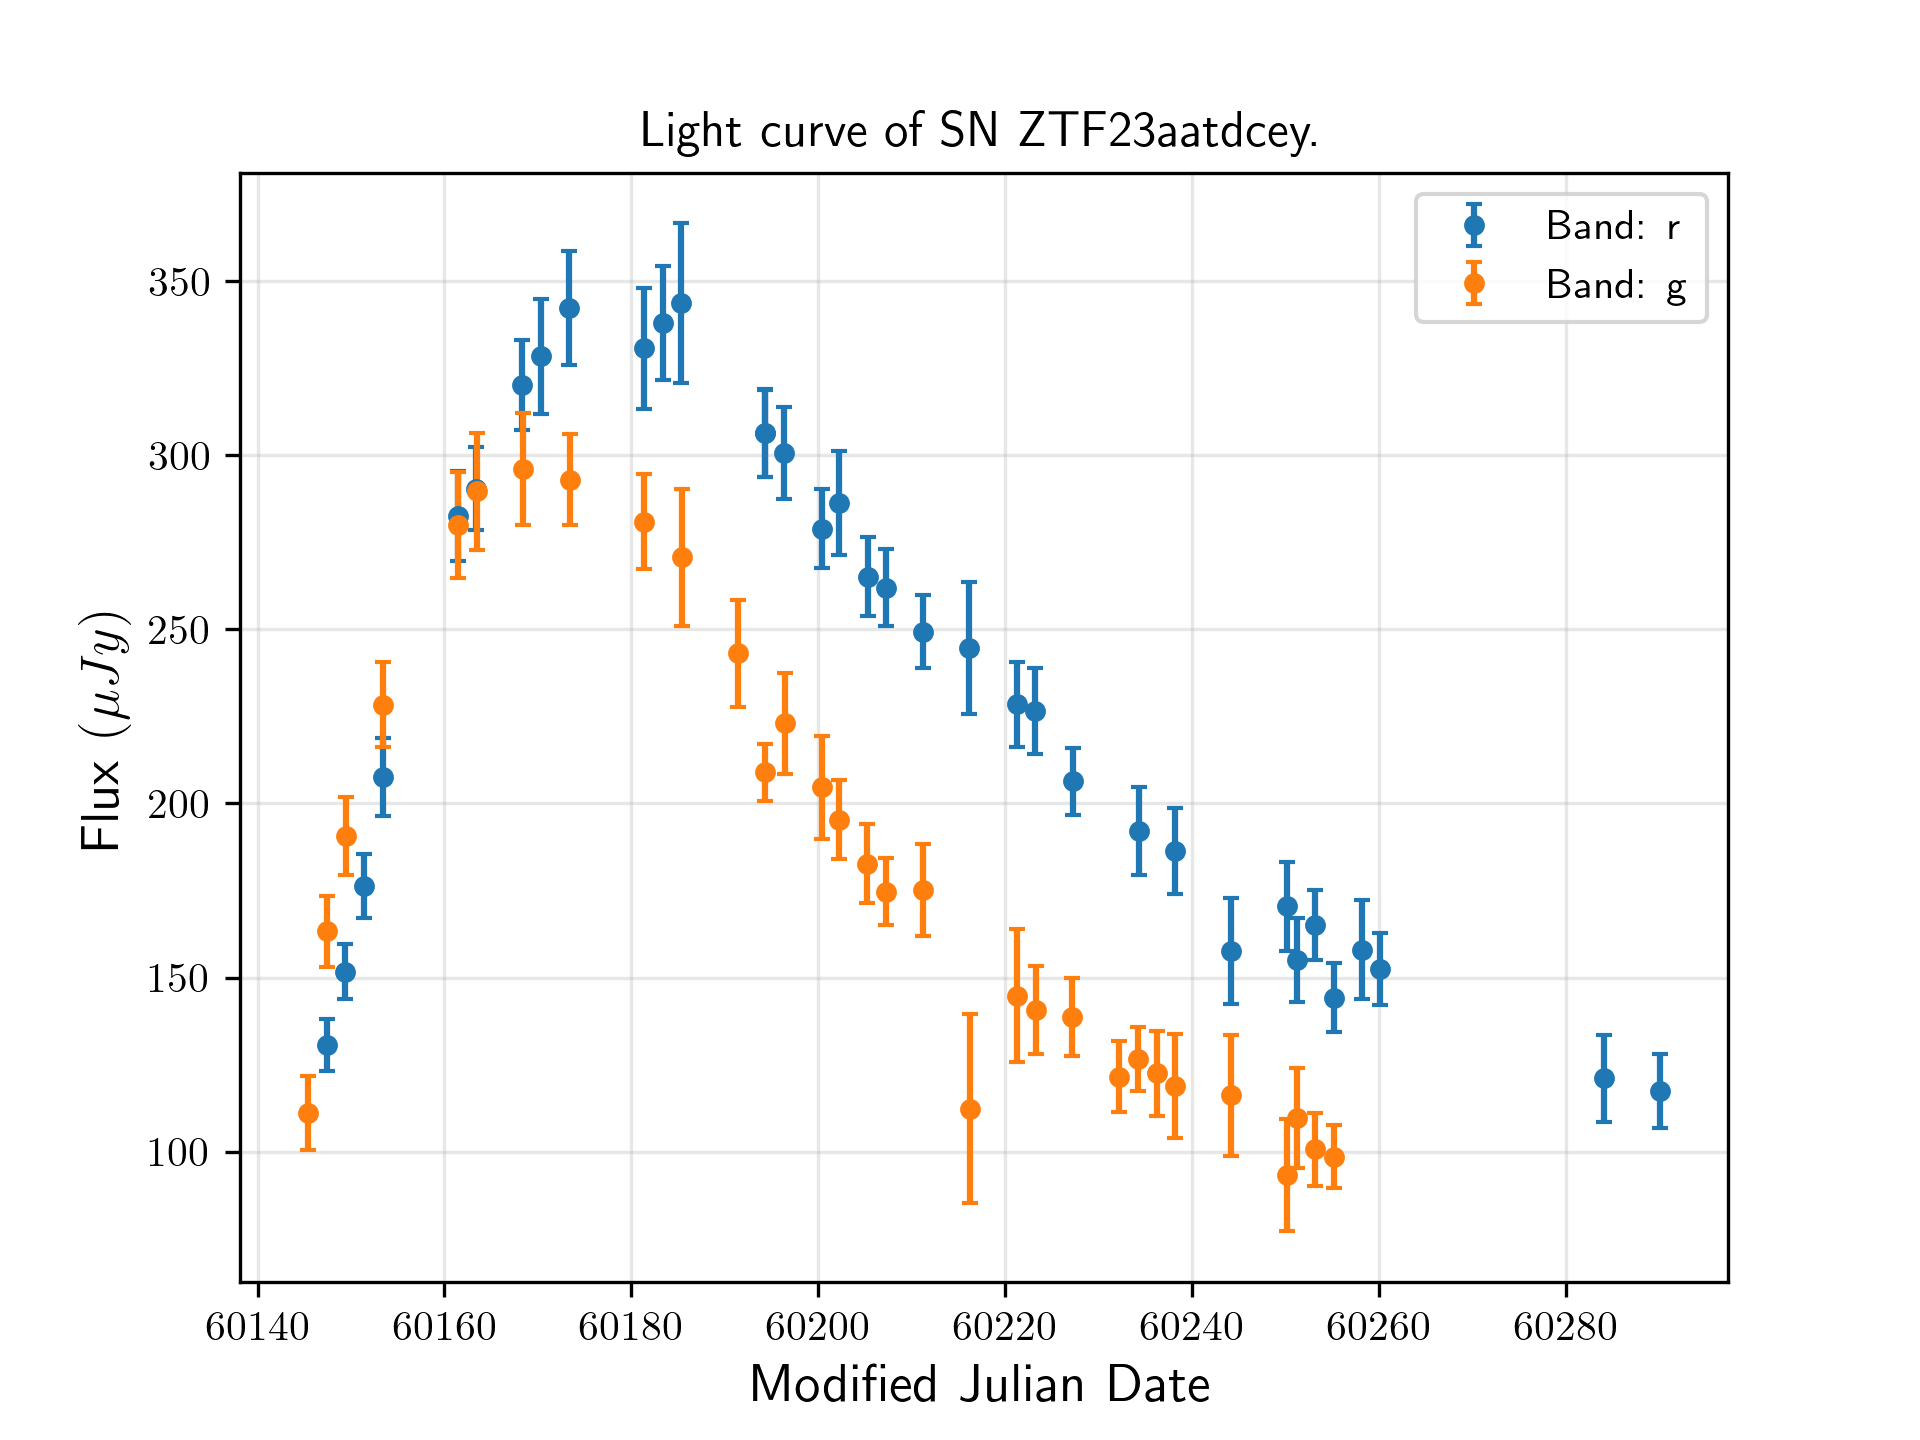 Light curve of SN ZTF23aatdcey.
Band: r
Band: g
350
300
250
200
150
100
Flux (μJy)
60140 60160 60180 60200 60220 60240 60260 60280
Modified Julian Date